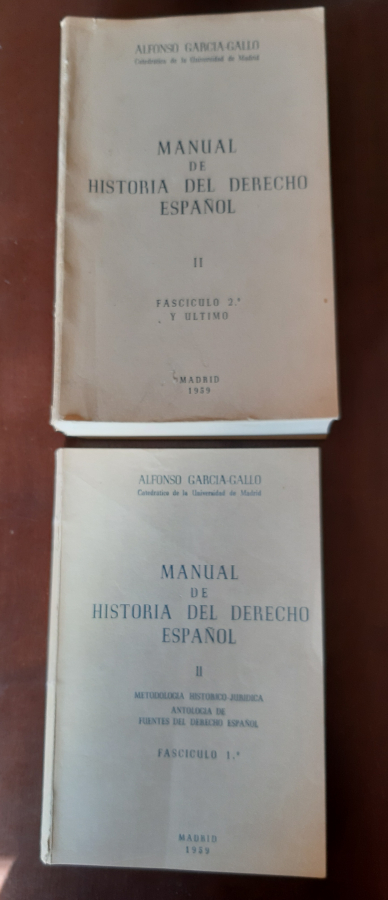 ALFONSO GARCIA-GALLO
Catedrático de la Universidad de Madrid
MANUAL
DE
HISTORIA DEL DERECHO
ESPAÑOL
II
FASCICULO 2.º
Y ULTIMO
MADRID
1959
ALFONSO GARCIA-GALLO
Catedrático de la Universidad de Madrid
MANUAL
DE
HISTORIA DEL DERECHO
ESPAÑOL
II
METODOLOGIA HISTORICO-JURIDICA
ANTOLOGIA DE
FUENTES DEL DERECHO ESPAÑOL
FASCICULO 1.º
MADRID
1959